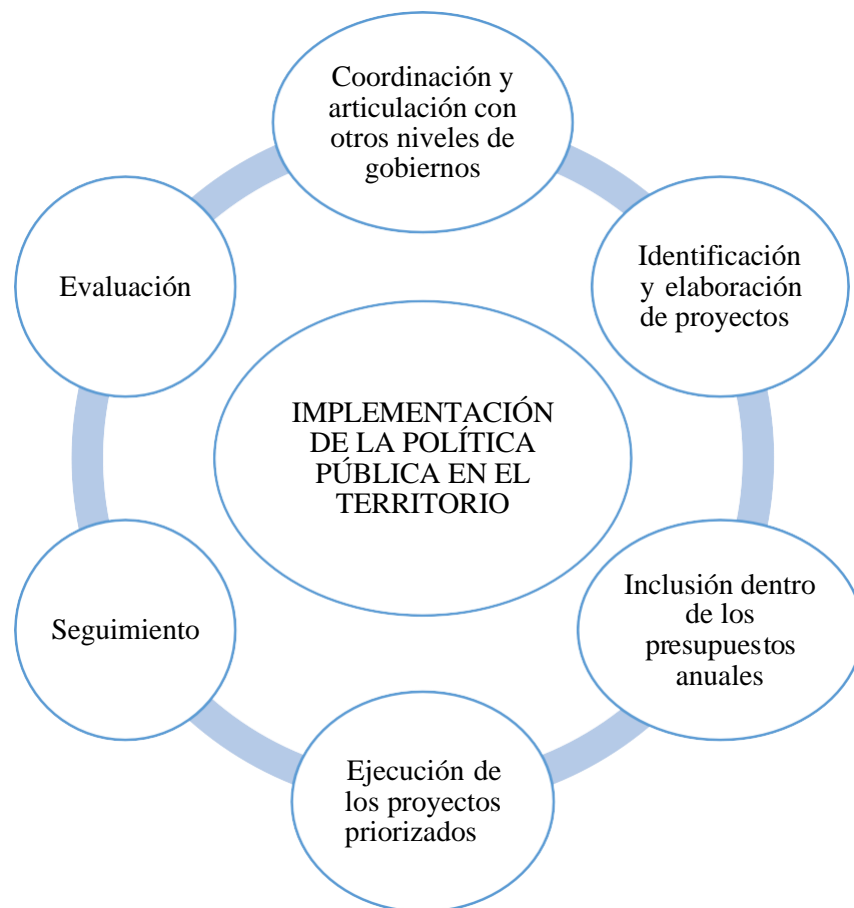 Coordinación y
articulación con
otros niveles de
gobiernos
Identificación
y elaboración
de proyectos
Inclusión dentro
de los
presupuestos
anuales
Ejecución de
los proyectos
priorizados
Seguimiento
Evaluación
IMPLEMENTACIÓN
DE LA POLÍTICA
PÚBLICA EN EL
TERRITORIO